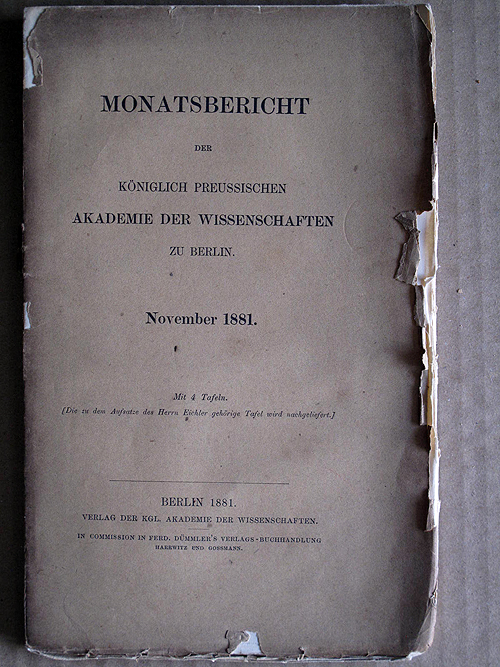 MONATSBERICHT
DER
KÖNIGLICH PREUSSISCHEN
AKADEMIE DER WISSENSCHAFTEN
ZU BERLIN.
November 1881.
Mit 4 Tafeln.
[Die zu dem Aufsatze des Herrn Eichler gehörige Tafel wird nachgeliefert.]
BERLIN 1881.
VERLAG DER KGL. AKADEMIE DER WISSENSCHAFTEN.
IN COMMISSION IN FERD. DÜMMLER'S VERLAGS-BUCHHANDLUNG
HARRWITZ UND GOSSMANN.